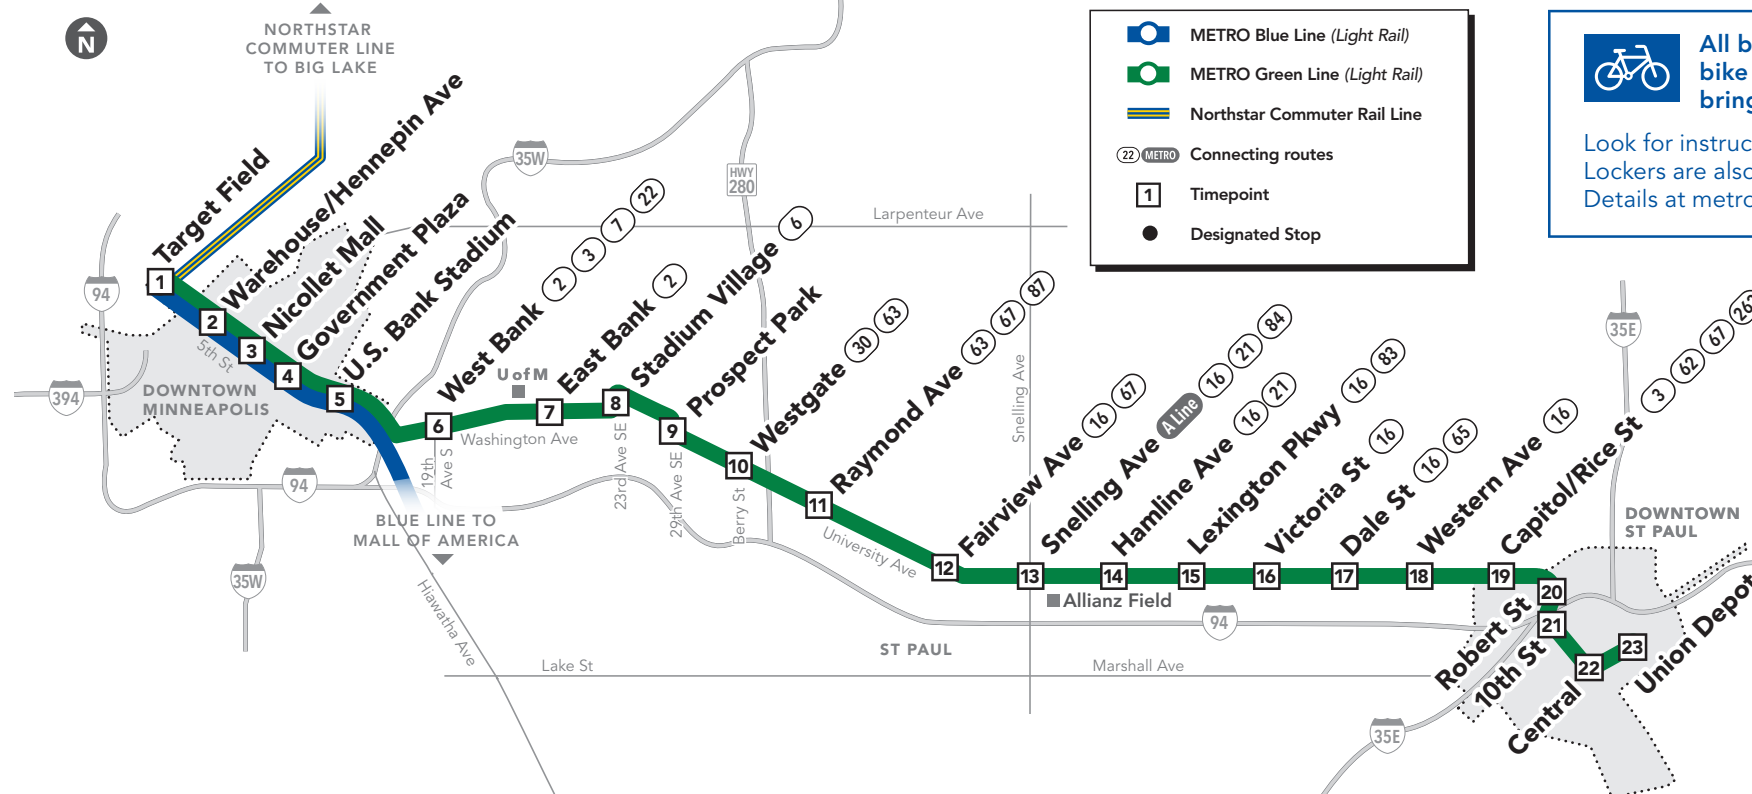 N
NORTHSTAR
COMMUTER LINE
TO BIG LAKE
METRO Blue Line (Light Rail)
METRO Green Line (Light Rail)
Northstar Commuter Rail Line
22 METRO Connecting routes
1 Timepoint
Designated Stop
All b
bike
bring
Look for instruc
Lockers are also
Details at metro
35W
HWY
280
Larpenteur Ave
Snelling Ave
94
394
94
35W
35E
94
35E
1 Target Field
2 Warehouse/Hennepin Ave
3 Nicollet Mall
4 Government Plaza
5 U.S. Bank Stadium
6 West Bank 2 3 7 22
7 East Bank 2
8 Stadium Village 6
9 Prospect Park
10 Westgate 30 63
11 Raymond Ave 63 67 87
12 Fairview Ave 16 67
13 Snelling Ave A Line 16 21 84
14 Hamline Ave 16 21
15 Lexington Pkwy 16 83
16 Victoria St 16
17 Dale St 16 65
18 Western Ave 16
19 Capitol/Rice St 3 62 67
20 Robert St
21 10th St
22 Central
23 Union Depot
5th St
DOWNTOWN
MINNEAPOLIS
U of M
Washington Ave
19th
Ave S
23rd Ave SE
29th Ave SE
Berry St
University Ave
BLUE LINE TO
MALL OF AMERICA
Hiawatha Ave
Allianz Field
DOWNTOWN
ST PAUL
ST PAUL
Lake St
Marshall Ave